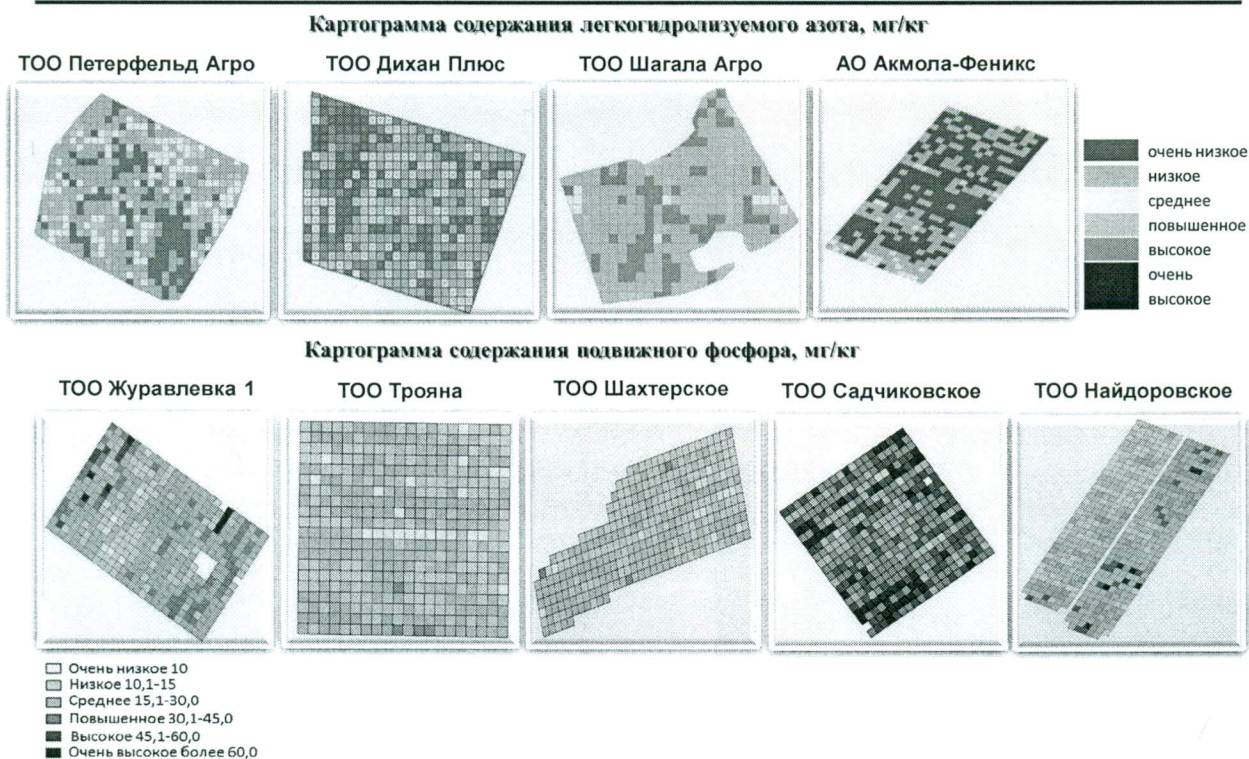 Картограмма содержания легкогидролизуемого азота, мг/кг
ТОО Петерфельд Агро
ТОО Дихан Плюс
ТОО Шагала Агро
АО Акмола-Феникс
очень низкое
низкое
среднее
повышенное
высокое
очень
высокое
Картограмма содержания подвижного фосфора, мг/кг
ТОО Журавлевка 1
ТОО Трояна
ТОО Шахтерское
ТОО Садчиковское
ТОО Найдоровское
Очень низкое 10
Низкое 10,1-15
Среднее 15,1-30,0
Повышенное 30,1-45,0
Высокое 45,1-60,0
Очень высокое более 60,0